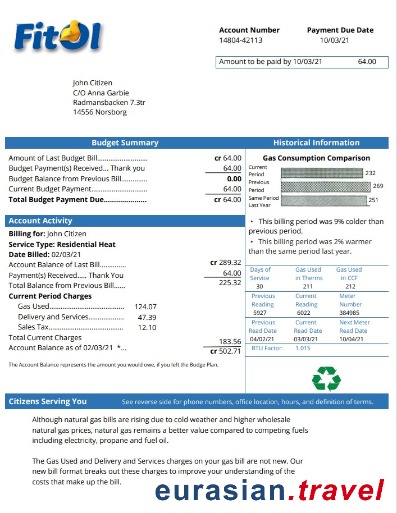 FitOl
Account Number Payment Due Date
14804-42113 10/03/21
Amount to be paid by 10/03/21 64.00
John Citizen
C/O Anna Garbie
Radmansbacken 7.3tr
14556 Norsborg
Budget Summary
Amount of Last Budget Bill......................... cr 64.00
Budget Payment(s) Received... Thank you 64.00
Budget Balance from Previous Bill............. 0.00
Current Budget Payment........................... 64.00
Total Budget Payment Due...................... cr 64.00
Historical Information
Gas Consumption Comparison
Current Period 232
Previous Period 269
Same Period Last Year 251
• This billing period was 9% colder than
previous period.
• This billing period was 2% warmer
than the same period last year.
Account Activity
Billing for: John Citizen
Service Type: Residential Heat
Date Billed: 02/03/21
Account Balance of Last Bill................ cr 289.32
Payment(s) Received..... Thank You 64.00
Total Balance from Previous Bill....... 225.32
Current Period Charges
Gas Used.................................. 124.07
Delivery and Services................. 47.39
Sales Tax................................... 12.10
Total Current Charges 183.56
Account Balance as of 02/03/21 *... cr 502.71
The Account Balance represents the amount you would owe, if you left the Budget Plan.
Days of Service Gas Used in Therms Gas Used in CCF
30 211 212
Previous Reading Current Reading Meter Number
5927 6022 384985
Previous Read Date Current Read Date Next Meter Read Date
04/02/21 03/03/21 10/04/21
BTU Factor: 1.015
Citizens Serving You See reverse side for phone numbers, office location, hours, and definition of terms.
Although natural gas bills are rising due to cold weather and higher wholesale
natural gas prices, natural gas remains a better value compared to competing fuels
including electricity, propane and fuel oil.
The Gas Used and Delivery and Services charges on your gas bill are not new. Our
new bill format breaks out these charges to improve your understanding of the
costs that make up the bill.
eurasian.travel